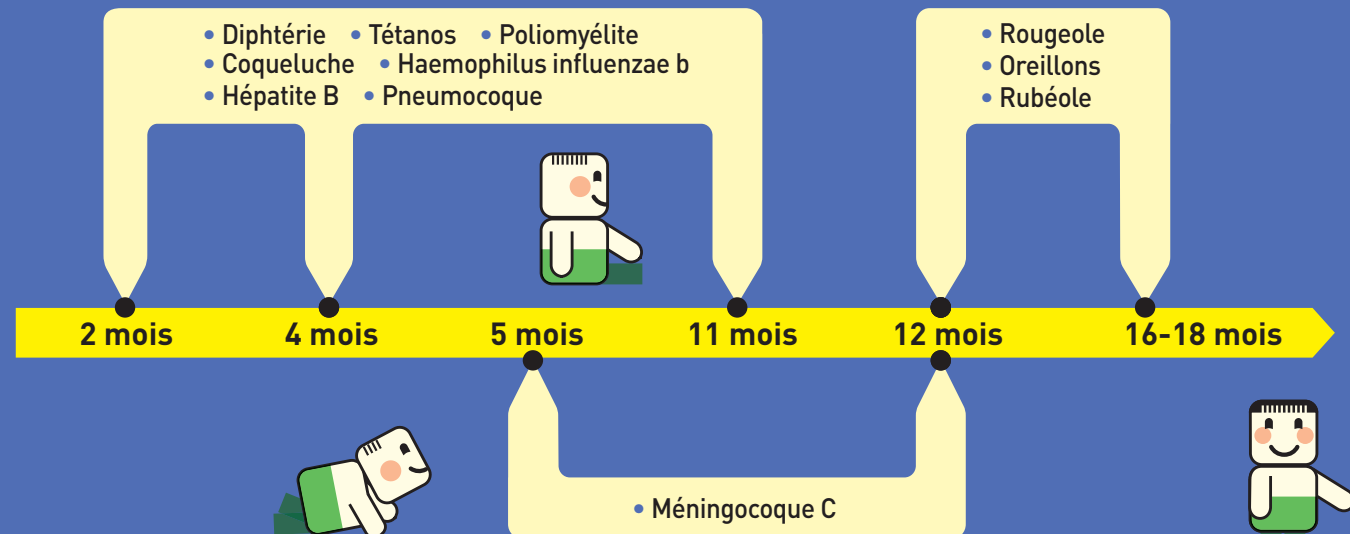 • Diphtérie • Tétanos • Poliomyélite
• Coqueluche • Haemophilus influenzae b
• Hépatite B • Pneumocoque
• Rougeole
• Oreillons
• Rubéole
2 mois 4 mois 5 mois 11 mois 12 mois 16-18 mois
• Méningocoque C